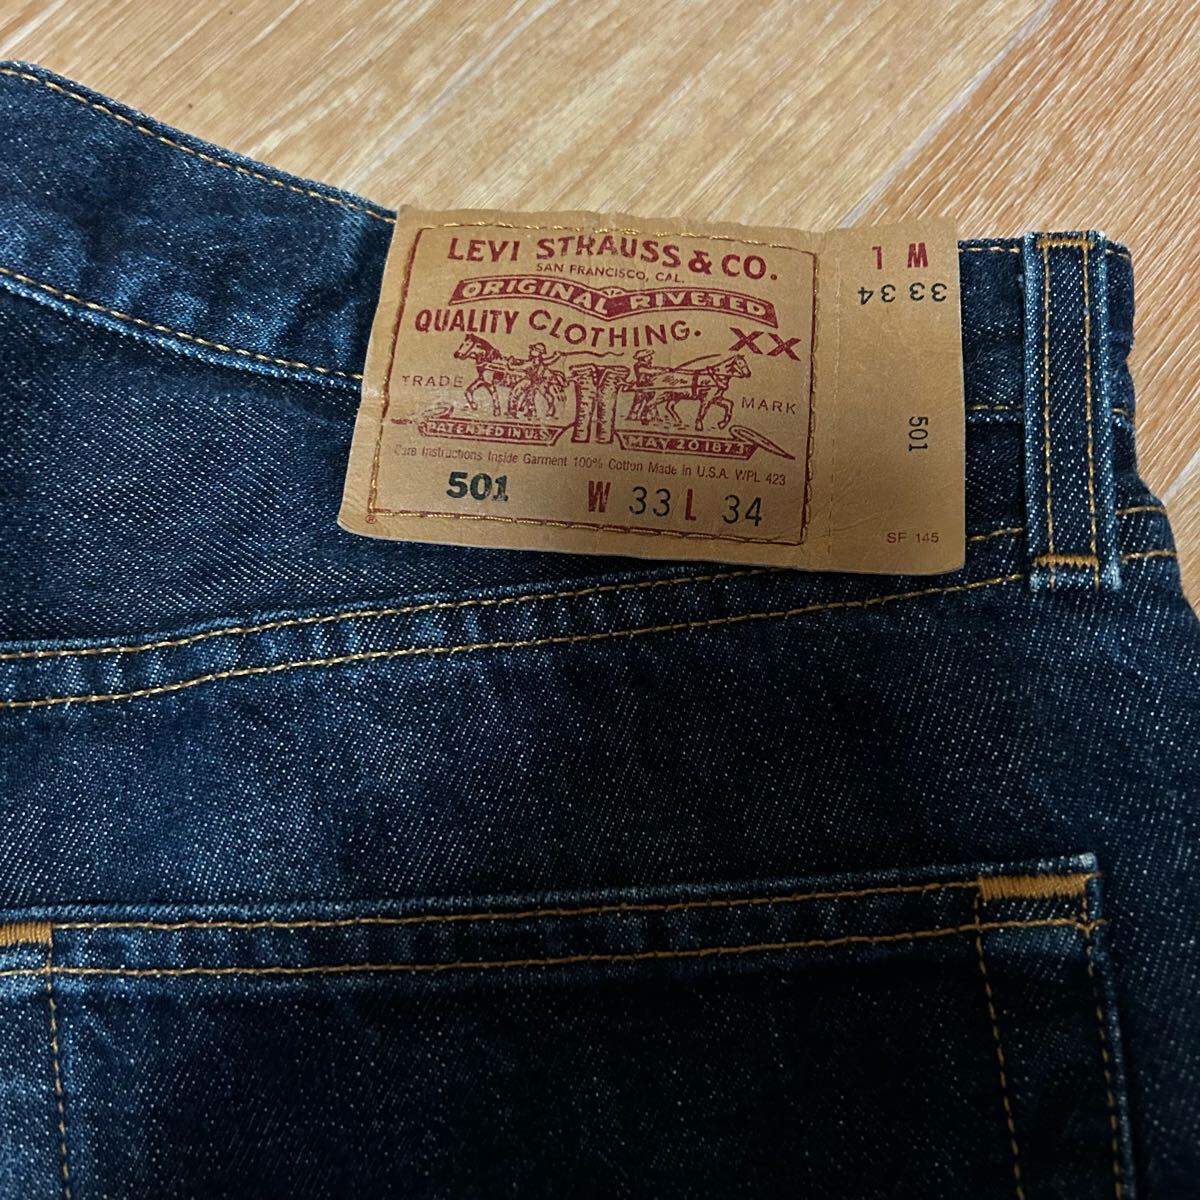 LEVI STRAUSS & CO.
SAN FRANCISCO, CAL.
ORIGINAL RIVETED
QUALITY CLOTHING. XX
TRADE MARK
PATENTED IN U.S.
MAY 20 1873
Care Instructions Inside Garment 100% Cotton Made in U.S.A. WPL 423
501 W 33 L 34
®
W L
33 34
501
SF 145